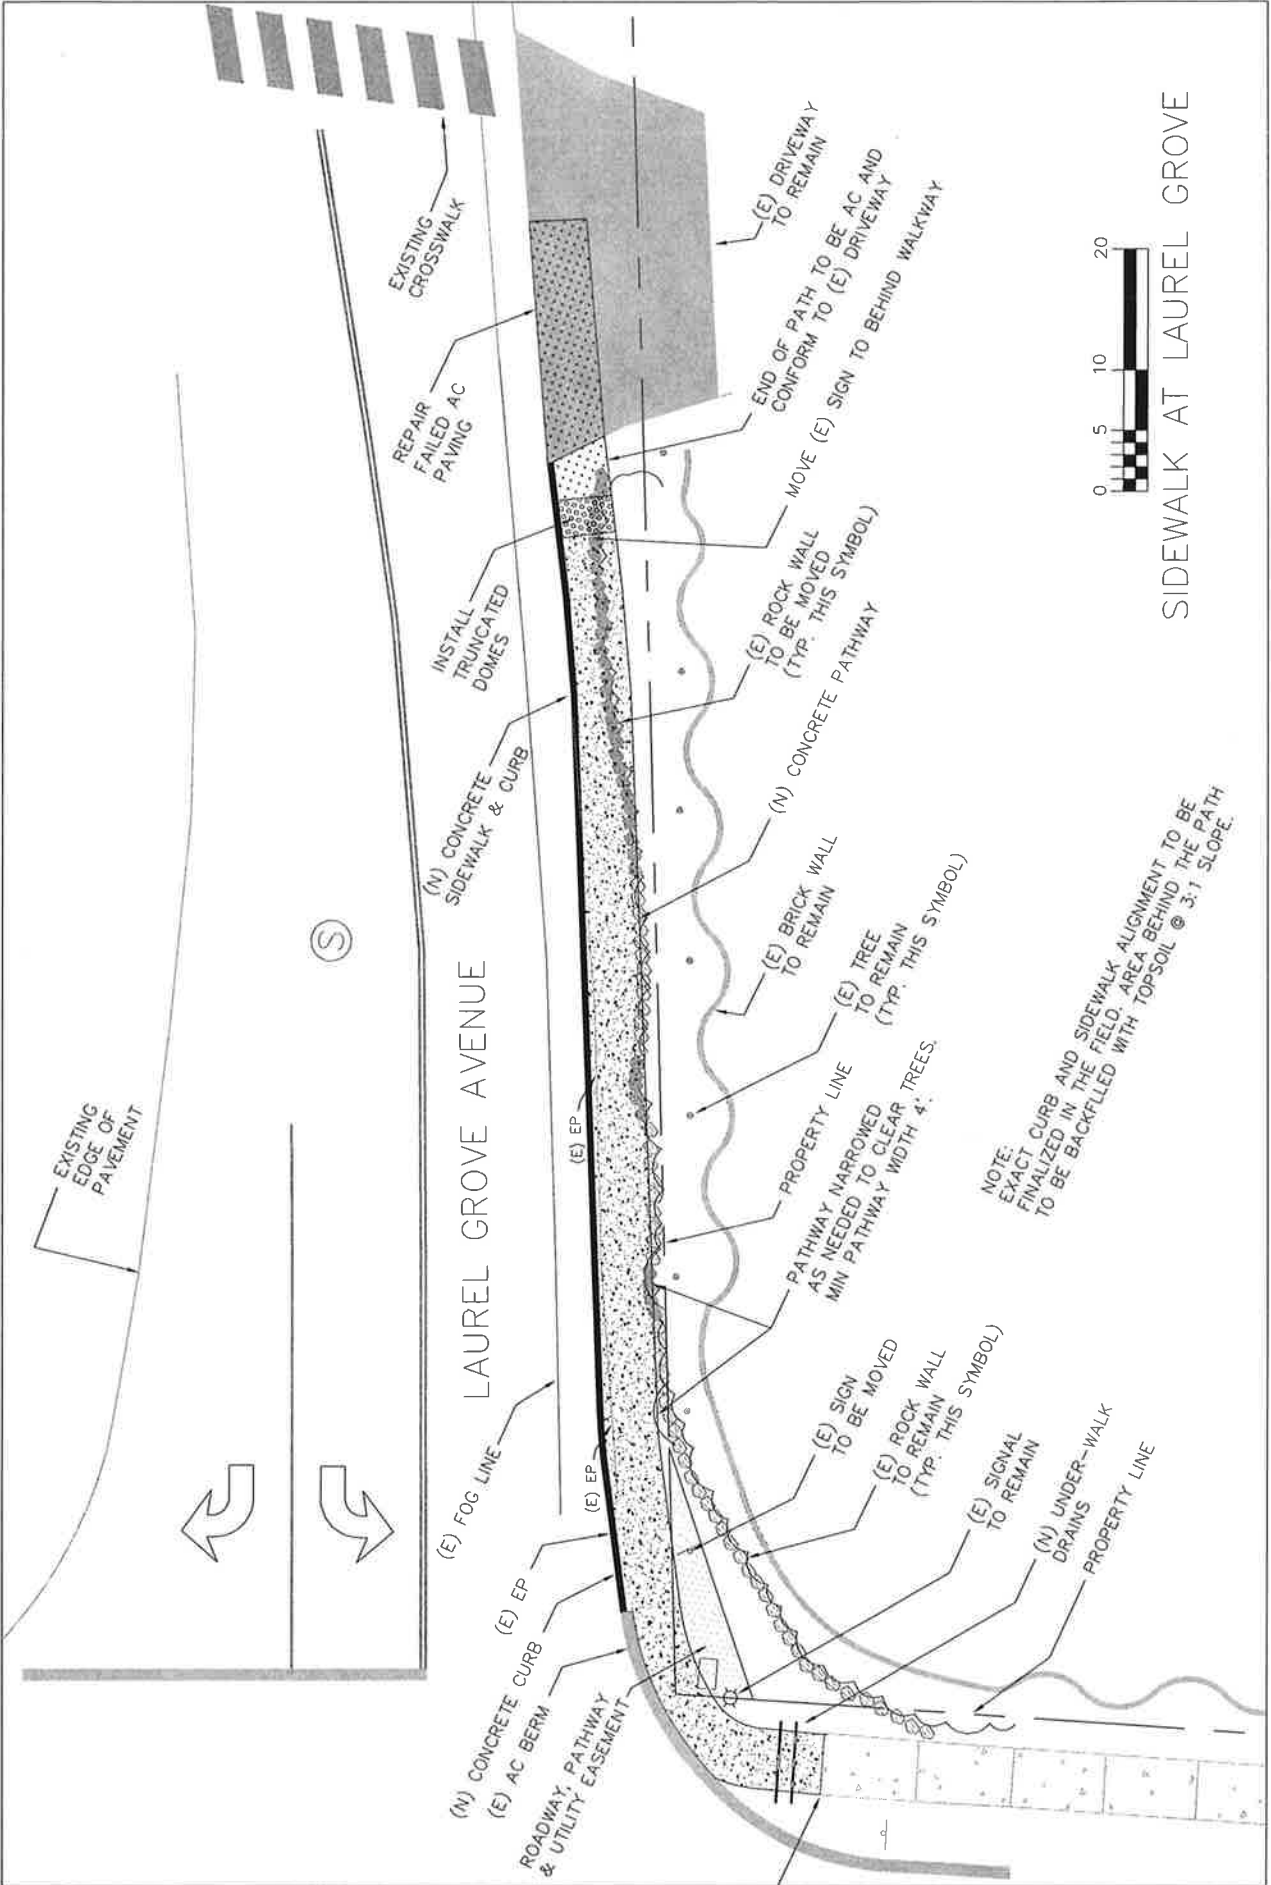 EXISTING
CROSSWALK
REPAIR
FAILED AC
PAVING
INSTALL
TRUNCATED
DOMES
(N) CONCRETE
SIDEWALK & CURB
LAUREL GROVE AVENUE
S
EXISTING
EDGE OF
PAVEMENT
(E) EP
(E) EP
(E) FOG LINE
(E) EP
(N) CONCRETE CURB
(E) AC BERM
ROADWAY, PATHWAY
& UTILITY EASEMENT
(E) DRIVEWAY
TO REMAIN
END OF PATH TO BE AC AND
CONFORM TO (E) DRIVEWAY
MOVE (E) SIGN TO BEHIND WALKWAY
(E) ROCK WALL
TO BE MOVED
(TYP. THIS SYMBOL)
(N) CONCRETE PATHWAY
(E) BRICK WALL
TO REMAIN
(E) TREE
TO REMAIN
(TYP. THIS SYMBOL)
PROPERTY LINE
PATHWAY NARROWED
AS NEEDED TO CLEAR TREES.
MIN PATHWAY WIDTH 4'.
(E) SIGN
TO BE MOVED
(E) ROCK WALL
TO REMAIN
(TYP. THIS SYMBOL)
(E) SIGNAL
TO REMAIN
(N) UNDER-WALK
DRAINS
PROPERTY LINE
NOTE:
EXACT CURB AND SIDEWALK ALIGNMENT TO BE
FINALIZED IN THE FIELD. AREA BEHIND THE PATH
TO BE BACKFLLED WITH TOPSOIL @ 3:1 SLOPE.
0 5 10 20
SIDEWALK AT LAUREL GROVE